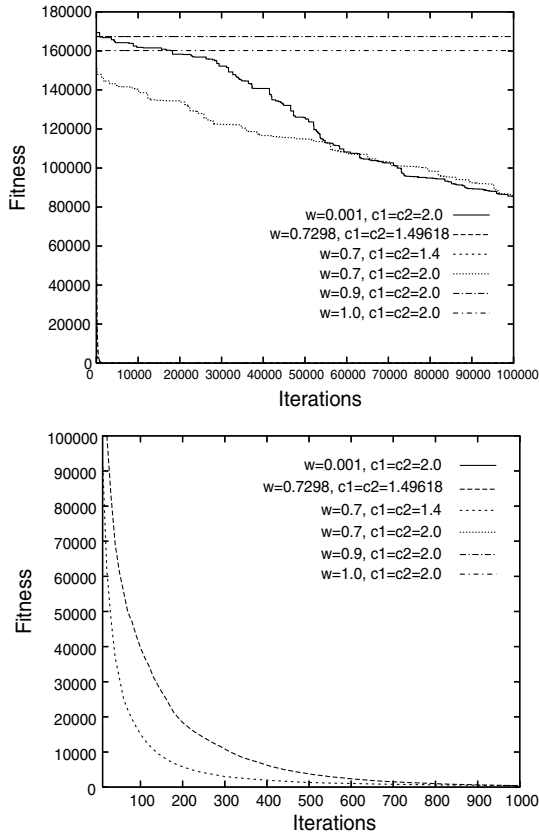 180000
160000
140000
120000
100000
80000
60000
40000
20000
0
Fitness
w=0.001, c1=c2=2.0
w=0.7298, c1=c2=1.49618
w=0.7, c1=c2=1.4
w=0.7, c1=c2=2.0
w=0.9, c1=c2=2.0
w=1.0, c1=c2=2.0
0 10000 20000 30000 40000 50000 60000 70000 80000 90000 100000
Iterations
100000
90000
80000
70000
60000
50000
40000
30000
20000
10000
0
Fitness
w=0.001, c1=c2=2.0
w=0.7298, c1=c2=1.49618
w=0.7, c1=c2=1.4
w=0.7, c1=c2=2.0
w=0.9, c1=c2=2.0
w=1.0, c1=c2=2.0
100 200 300 400 500 600 700 800 900 1000
Iterations